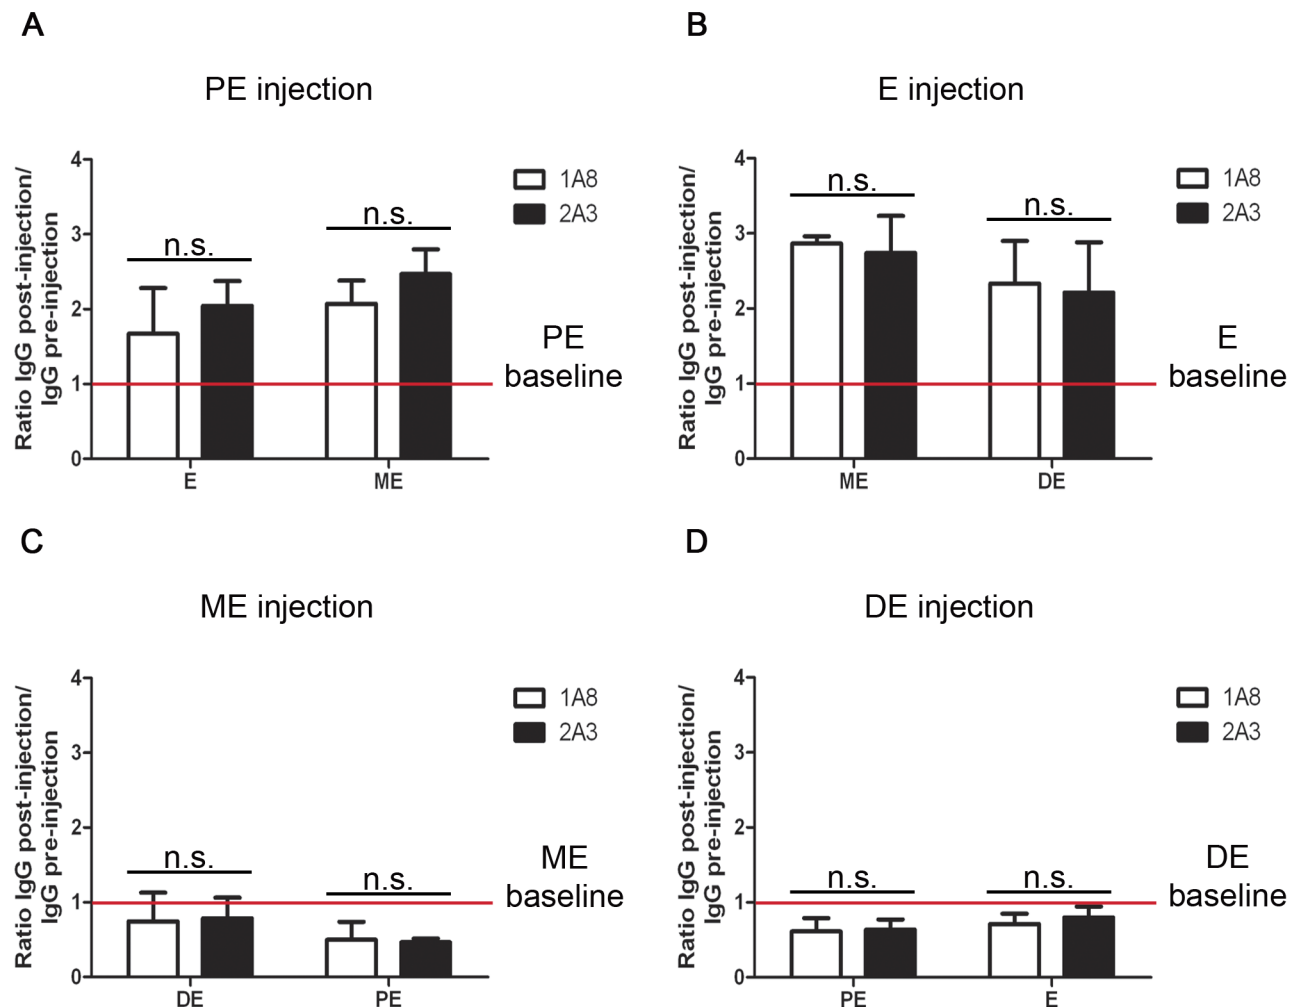 A
PE injection
Ratio IgG post-injection/
IgG pre-injection
4
3
2
1
0
n.s.
n.s.
1A8
2A3
PE
baseline
E
ME
B
E injection
Ratio IgG post-injection/
IgG pre-injection
4
3
2
1
0
n.s.
n.s.
1A8
2A3
E
baseline
ME
DE
C
ME injection
Ratio IgG post-injection/
IgG pre-injection
4
3
2
1
0
n.s.
n.s.
1A8
2A3
ME
baseline
DE
PE
D
DE injection
Ratio IgG post-injection/
IgG pre-injection
4
3
2
1
0
n.s.
n.s.
1A8
2A3
DE
baseline
PE
E